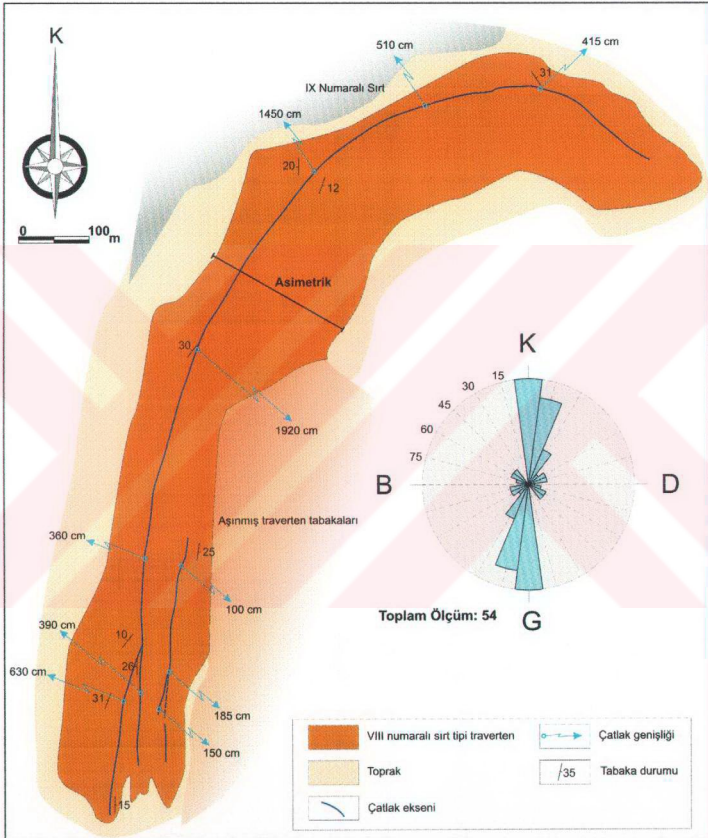 K
510 cm
415 cm
IX Numaralı Sırt
31
1450 cm
20
12
0
100 m
Asimetrik
30
1920 cm
K
15
30
45
60
75
B
D
G
Toplam Ölçüm: 54
Aşınmış traverten tabakaları
360 cm
25
100 cm
10
390 cm
26
630 cm
31
185 cm
150 cm
15
VIII numaralı sırt tipi traverten
Çatlak genişliği
Toprak
35
Tabaka durumu
Çatlak ekseni